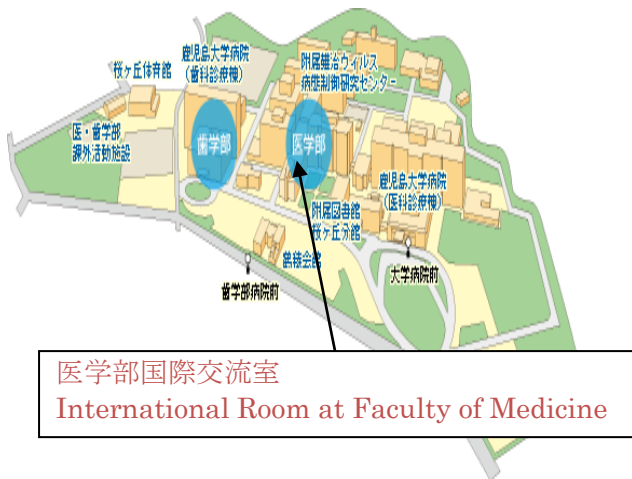 桜ヶ丘体育館
鹿児島大学病院
（歯科診療棟）
附属難治ウイルス
病態制御研究センター
医・歯学部
課外活動施設
歯学部
医学部
鹿児島大学病院
（医科診療棟）
附属図書館
桜ヶ丘分館
鶴陵会館
歯学部病院前
大学病院前
医学部国際交流室
International Room at Faculty of Medicine